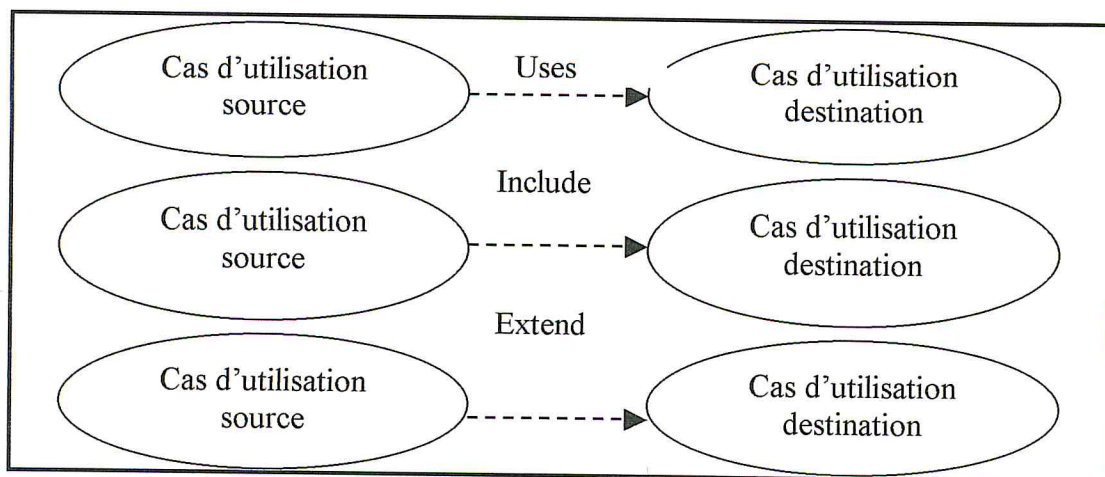 Cas d'utilisation
source
Uses
Cas d'utilisation
destination
Include
Cas d'utilisation
source
Cas d'utilisation
destination
Extend
Cas d'utilisation
source
Cas d'utilisation
destination